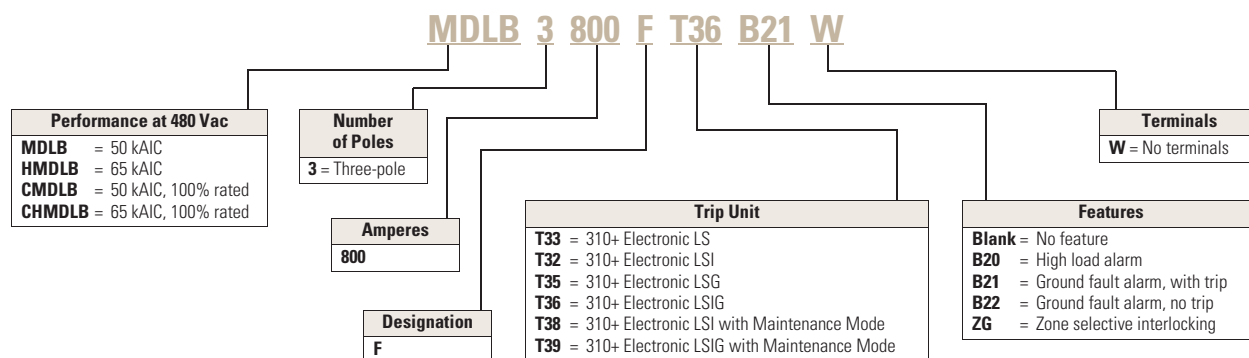 MDLB 3 800 F T36 B21 W
Performance at 480 Vac
MDLB = 50 kAIC
HMDLB = 65 kAIC
CMDLB = 50 kAIC, 100% rated
CHMDLB = 65 kAIC, 100% rated
Number
of Poles
3 = Three-pole
Amperes
800
Designation
F
Trip Unit
T33 = 310+ Electronic LS
T32 = 310+ Electronic LSI
T35 = 310+ Electronic LSG
T36 = 310+ Electronic LSIG
T38 = 310+ Electronic LSI with Maintenance Mode
T39 = 310+ Electronic LSIG with Maintenance Mode
Features
Blank = No feature
B20 = High load alarm
B21 = Ground fault alarm, with trip
B22 = Ground fault alarm, no trip
ZG = Zone selective interlocking
Terminals
W = No terminals